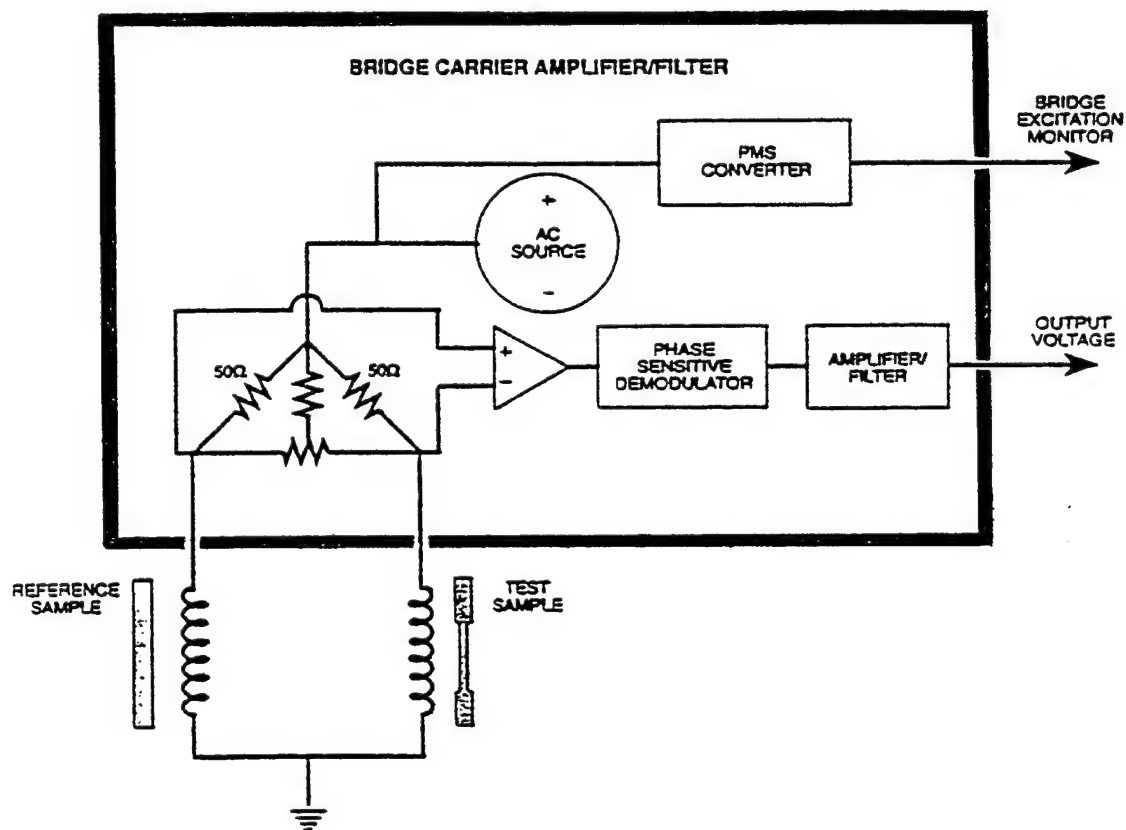 BRIDGE CARRIER AMPLIFIER/FILTER
BRIDGE
EXCITATION
MONITOR
PMS
CONVERTER
+
AC
SOURCE
-
OUTPUT
VOLTAGE
50Ω
50Ω
+
-
PHASE
SENSITIVE
DEMODULATOR
AMPLIFIER/
FILTER
REFERENCE
SAMPLE
TEST
SAMPLE